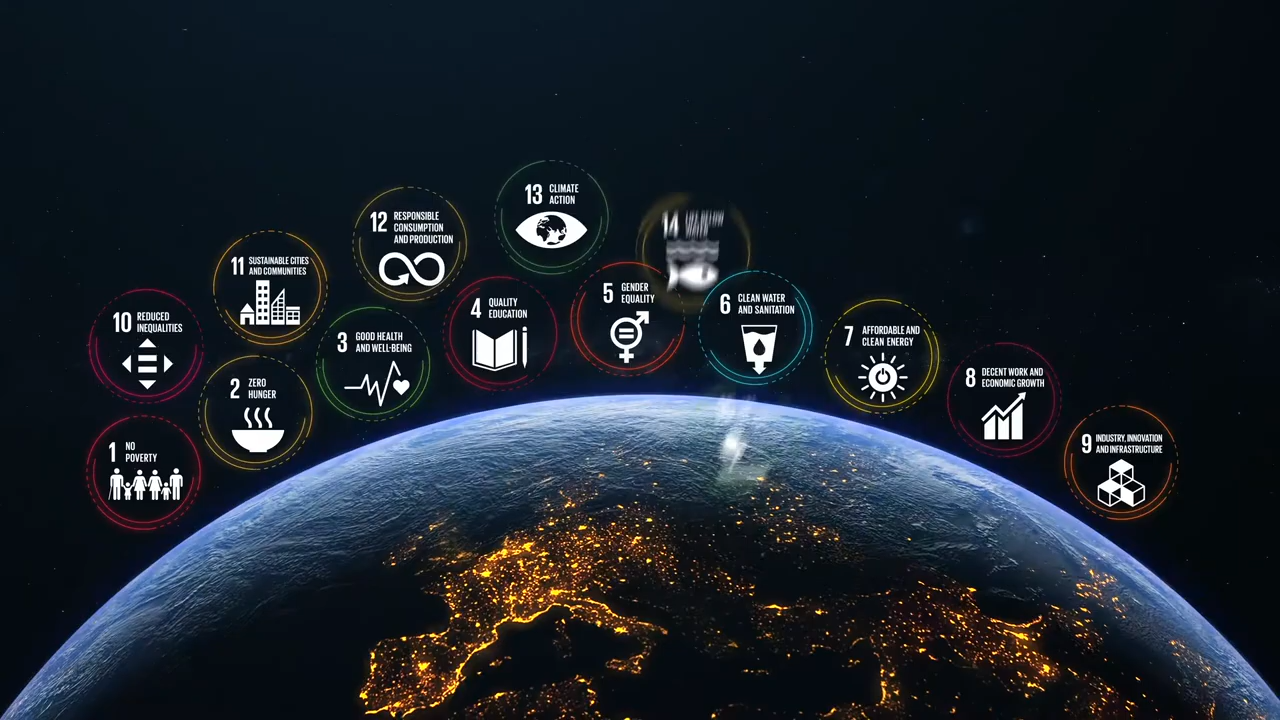 13 CLIMATE
ACTION
12 RESPONSIBLE
CONSUMPTION
AND PRODUCTION
14
11 SUSTAINABLE CITIES
AND COMMUNITIES
10 REDUCED
INEQUALITIES
4 QUALITY
EDUCATION
5 GENDER
EQUALITY
6 CLEAN WATER
AND SANITATION
3 GOOD HEALTH
AND WELL-BEING
7 AFFORDABLE AND
CLEAN ENERGY
2 ZERO
HUNGER
8 DECENT WORK AND
ECONOMIC GROWTH
1 NO
POVERTY
9 INDUSTRY, INNOVATION
AND INFRASTRUCTURE